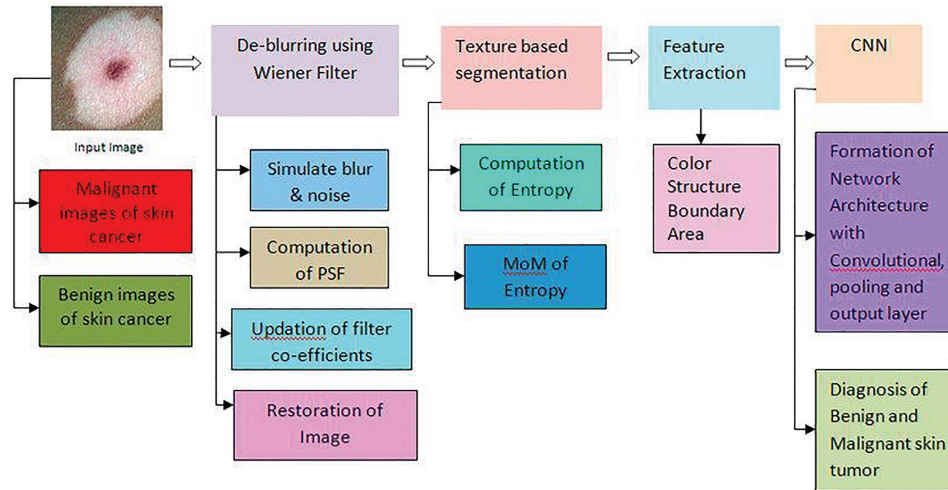 Input Image
Malignant
images of skin
cancer
Benign images
of skin cancer
De-blurring using
Wiener Filter
Simulate blur
& noise
Computation
of PSF
Updation of filter
co-efficients
Restoration of
Image
Texture based
segmentation
Computation
of Entropy
MoM of
Entropy
Feature
Extraction
Color
Structure
Boundary
Area
CNN
Formation of
Network
Architecture
with
Convolutional,
pooling and
output layer
Diagnosis of
Benign and
Malignant skin
tumor